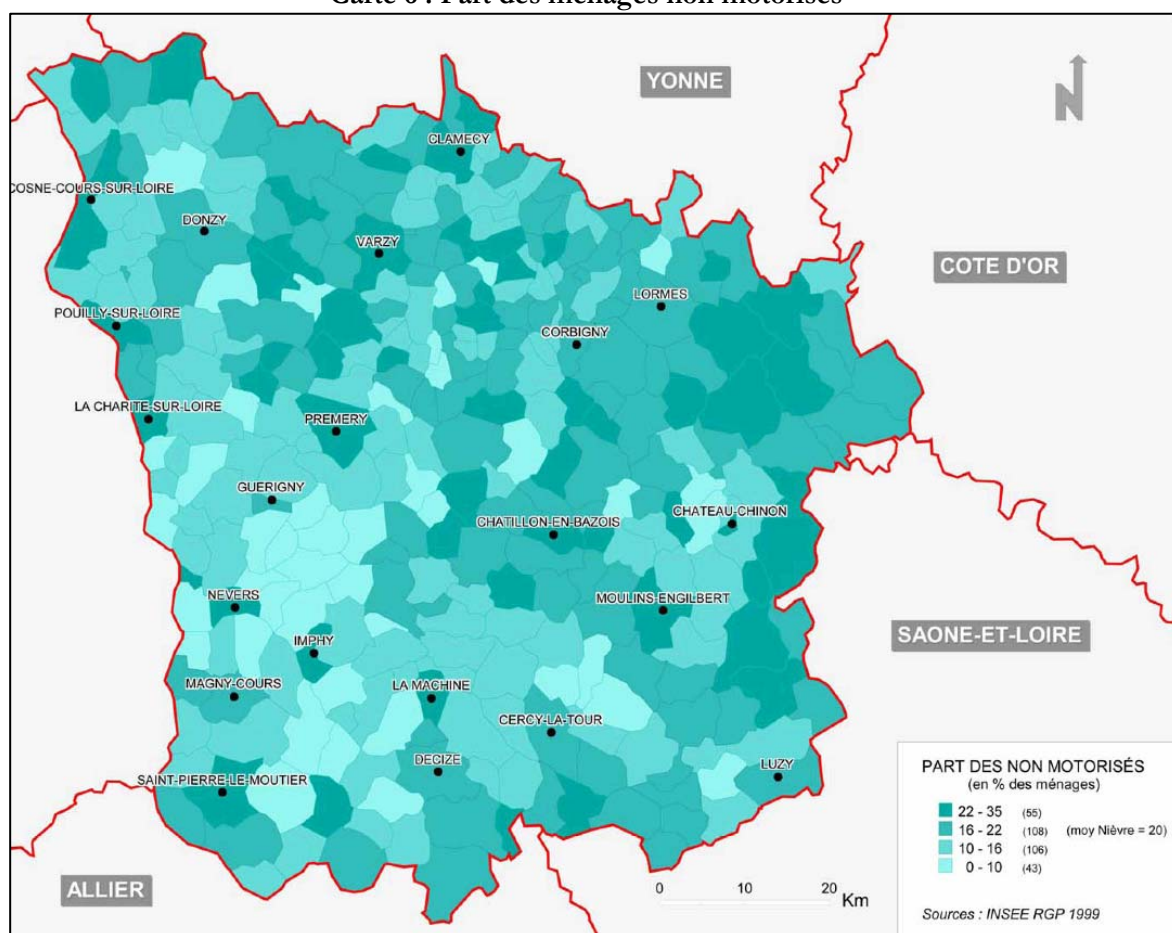 Carte 6 : Part des ménages non motorisés
YONNE
N
CLAMECY
COSNE-COURS-SUR-LOIRE
DONZY
VARZY
COTE D'OR
LORMES
POUILLY-SUR-LOIRE
CORBIGNY
LA CHARITE-SUR-LOIRE
PREMERY
GUERIGNY
CHATILLON-EN-BAZOIS
CHATEAU-CHINON
NEVERS
MOULINS-ENGILBERT
IMPHY
SAONE-ET-LOIRE
MAGNY-COURS
LA MACHINE
CERCY-LA-TOUR
DECIZE
LUZY
SAINT-PIERRE-LE-MOUTIER
PART DES NON MOTORISÉS
(en % des ménages)
22 - 35 (55)
16 - 22 (108) (moy Nièvre = 20)
10 - 16 (106)
0 - 10 (43)
ALLIER
0 10 20
Km
Sources : INSEE RGP 1999